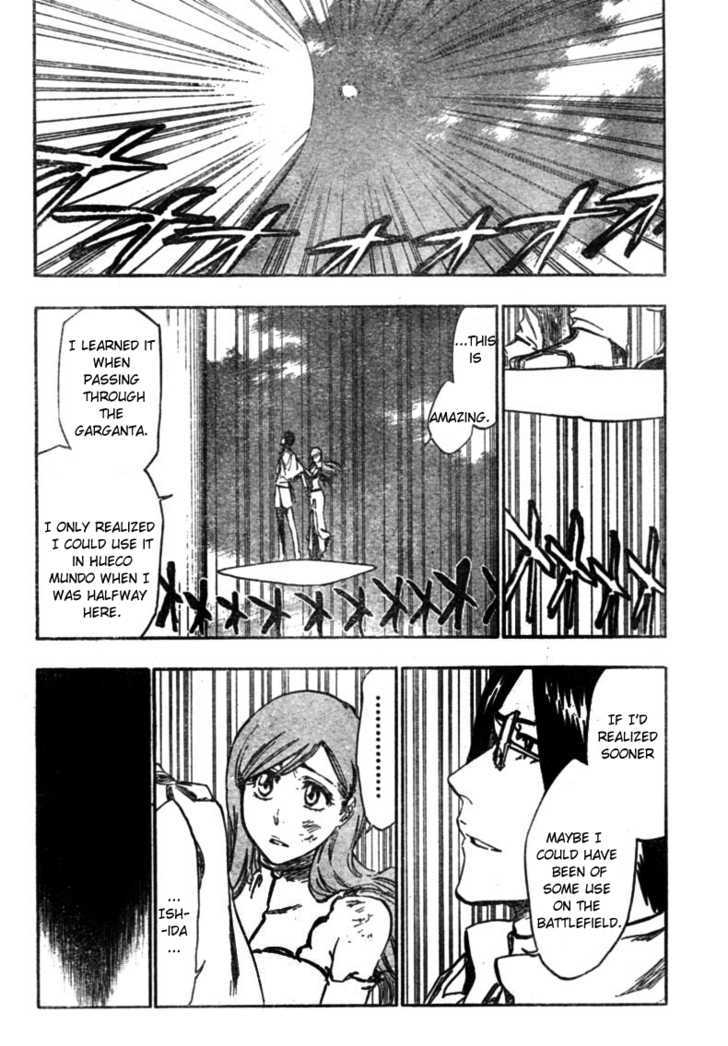 ...THIS
IS
AMAZING.
I LEARNED IT
WHEN
PASSING
THROUGH
THE
GARGANTA.
I ONLY REALIZED
I COULD USE IT
IN HUECO
MUNDO WHEN I
WAS HALFWAY
HERE.
IF I'D
REALIZED
SOONER
MAYBE I
COULD HAVE
BEEN OF
SOME USE
ON THE
BATTLEFIELD.
.........
...
ISH-
-IDA
...